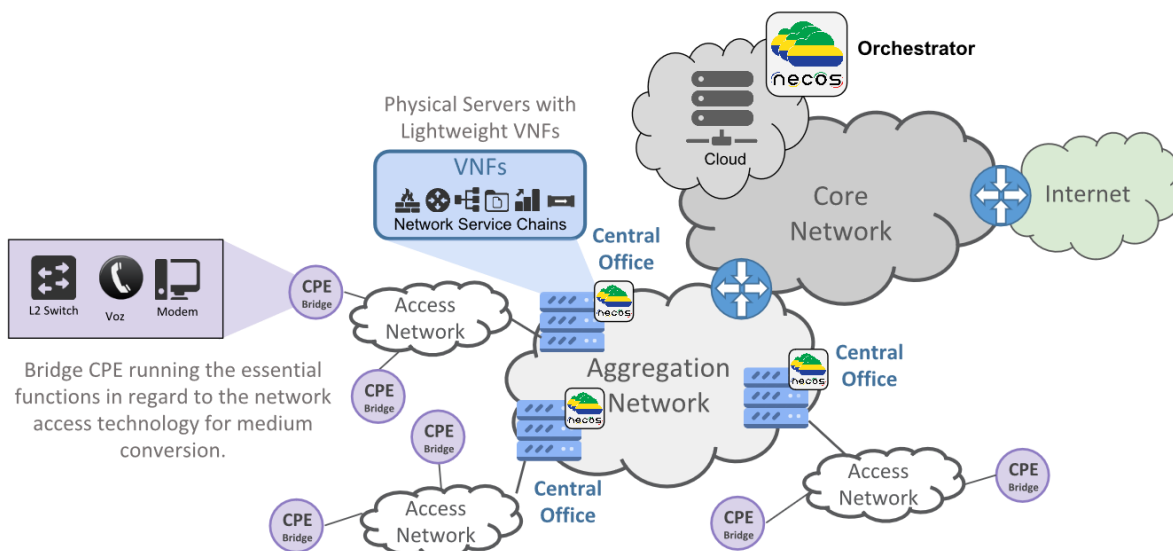 necos
Orchestrator
Cloud
Physical Servers with
Lightweight VNFs
VNFs
Network Service Chains
Core
Network
Internet
Central
Office
necos
L2 Switch
Voz
Modem
CPE
Bridge
Access
Network
Bridge CPE running the essential
functions in regard to the network
access technology for medium
conversion.
CPE
Bridge
Aggregation
Network
necos
Central
Office
necos
CPE
Bridge
Central
Office
Access
Network
CPE
Bridge
Access
Network
CPE
Bridge
CPE
Bridge